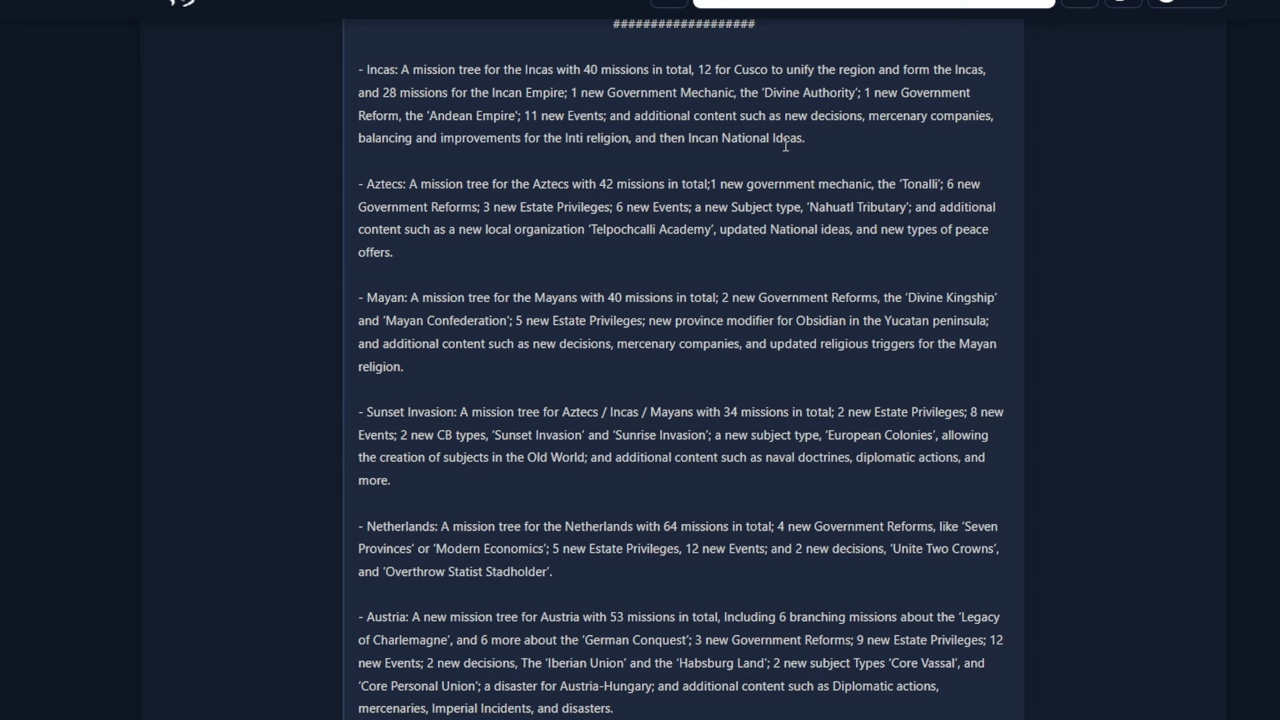 ###################
- Incas: A mission tree for the Incas with 40 missions in total, 12 for Cusco to unify the region and form the Incas,
and 28 missions for the Incan Empire; 1 new Government Mechanic, the ‘Divine Authority’; 1 new Government
Reform, the 'Andean Empire'; 11 new Events; and additional content such as new decisions, mercenary companies,
balancing and improvements for the Inti religion, and then Incan National Ideas.
- Aztecs: A mission tree for the Aztecs with 42 missions in total;1 new government mechanic, the ‘Tonalli’; 6 new
Government Reforms; 3 new Estate Privileges; 6 new Events; a new Subject type, ‘Nahuatl Tributary’; and additional
content such as a new local organization ‘Telpochcalli Academy’, updated National ideas, and new types of peace
offers.
- Mayan: A mission tree for the Mayans with 40 missions in total; 2 new Government Reforms, the ‘Divine Kingship’
and ‘Mayan Confederation’; 5 new Estate Privileges; new province modifier for Obsidian in the Yucatan peninsula;
and additional content such as new decisions, mercenary companies, and updated religious triggers for the Mayan
religion.
- Sunset Invasion: A mission tree for Aztecs / Incas / Mayans with 34 missions in total; 2 new Estate Privileges; 8 new
Events; 2 new CB types, ‘Sunset Invasion’ and ‘Sunrise Invasion’; a new subject type, ‘European Colonies’, allowing
the creation of subjects in the Old World; and additional content such as naval doctrines, diplomatic actions, and
more.
- Netherlands: A mission tree for the Netherlands with 64 missions in total; 4 new Government Reforms, like ‘Seven
Provinces’ or ‘Modern Economics’; 5 new Estate Privileges, 12 new Events; and 2 new decisions, ‘Unite Two Crowns’,
and ‘Overthrow Statist Stadholder’.
- Austria: A new mission tree for Austria with 53 missions in total, Including 6 branching missions about the ‘Legacy
of Charlemagne’, and 6 more about the ‘German Conquest’; 3 new Government Reforms; 9 new Estate Privileges; 12
new Events; 2 new decisions, The ‘Iberian Union’ and the ‘Habsburg Land’; 2 new subject Types ‘Core Vassal’, and
‘Core Personal Union’; a disaster for Austria-Hungary; and additional content such as Diplomatic actions,
mercenaries, Imperial Incidents, and disasters.